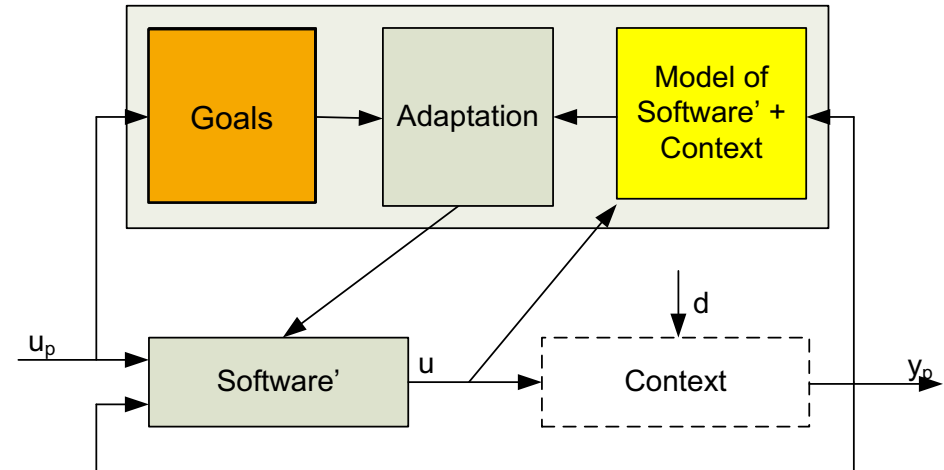 Goals
Adaptation
Model of
Software’ +
Context
d
uₚ
Software’
u
Context
yₚ